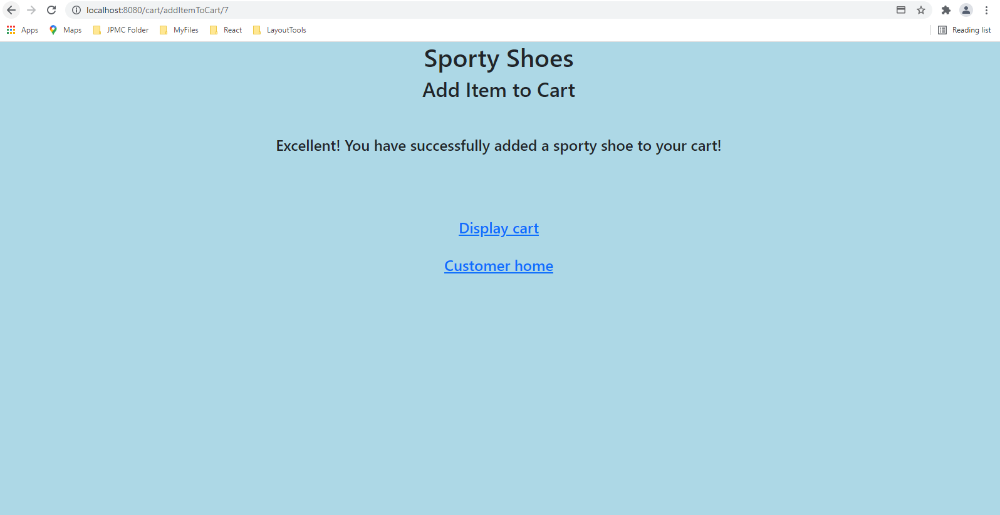 localhost:8080/cart/addItemToCart/7
Apps Maps JPMC Folder MyFiles React LayoutTools Reading list
Sporty Shoes
Add Item to Cart
Excellent! You have successfully added a sporty shoe to your cart!
Display cart
Customer home